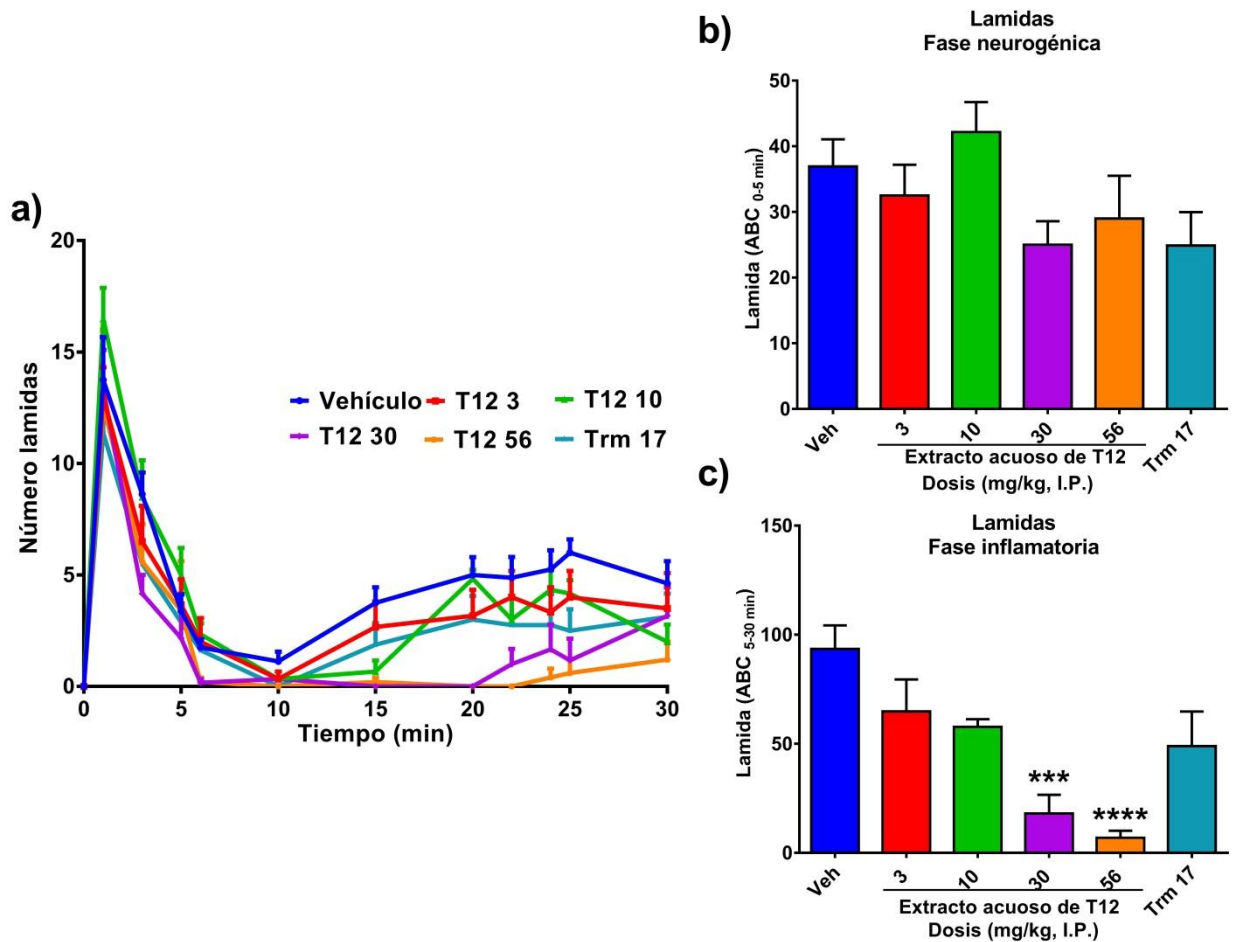 a)
20
15
10
5
0
Número lamidas
Vehículo T12 3 T12 10
T12 30 T12 56 Trm 17
0 5 10 15 20 25 30
Tiempo (min)
b)
Lamidas
Fase neurogénica
50
40
30
20
10
0
Lamida (ABC 0-5 min)
Veh 3 10 30 56 Trm 17
Extracto acuoso de T12
Dosis (mg/kg, I.P.)
c)
Lamidas
Fase inflamatoria
150
100
50
0
Lamida (ABC 5-30 min)
***
****
Veh 3 10 30 56 Trm 17
Extracto acuoso de T12
Dosis (mg/kg, I.P.)